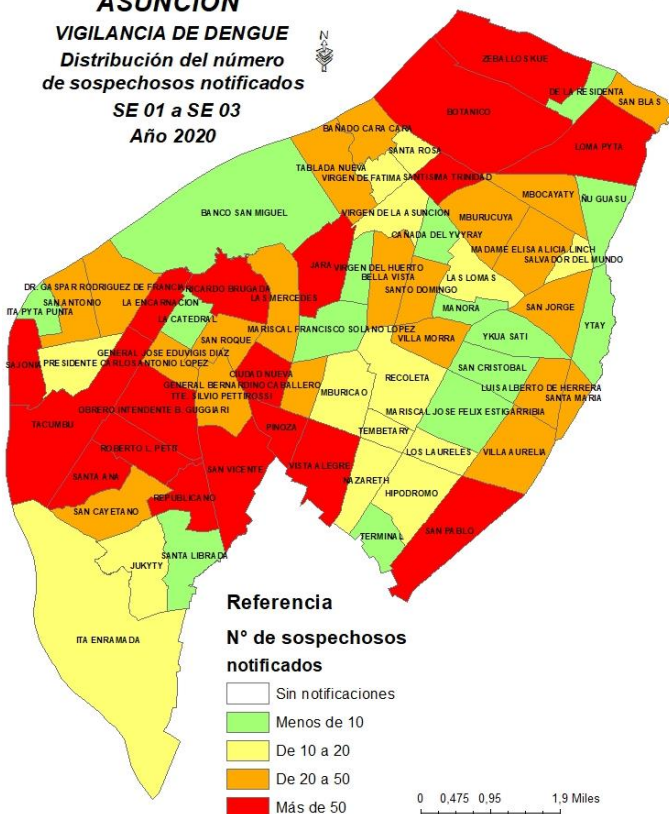 ASUNCIÓN
VIGILANCIA DE DENGUE
Distribución del número
de sospechosos notificados
SE 01 a SE 03
Año 2020
N
ZEBALLOS KUE
DE LA RESIDENTA
SAN BLAS
BOTANICO
BAÑADO CARA CARA
LOMA PYTA
SANTA ROSA
TABLADA NUEVA
VIRGEN DE FATIMA
SANTISIMA TRINIDAD
MBOCAYATY
ÑU GUASU
BANCO SAN MIGUEL
VIRGEN DE LA ASUNCIÓN
MBURUCUYA
CAÑADA DEL YVYRAY
MADAME ELISA ALICIA LINCH
SALVADOR DEL MUNDO
JARA
VIRGEN DEL HUERTO
BELLA VISTA
LAS LOMAS
DR. GASPAR RODRIGUEZ DE FRANCIA
RICARDO BRUGADA
LAS MERCEDES
SANTO DOMINGO
SAN ANTONIO
LA ENCARNACION
ITA PYTA PUNTA
LA CATEDRAL
MANORA
SAN JORGE
MARISCAL FRANCISCO SOLANO LOPEZ
YTAY
SAN ROQUE
VILLA MORRA
YKUA SATI
GENERAL JOSE EDUVIGIS DIAZ
SAJONIA
PRESIDENTE CARLOS ANTONIO LOPEZ
SAN CRISTOBAL
CIUDAD NUEVA
RECOLETA
GENERAL BERNARDINO CABALLERO
LUIS ALBERTO DE HERRERA
MBURICAO
TTE. SILVIO PETTIROSSI
SANTA MARIA
OBRERO INTENDENTE B. GUGGIARI
MARISCAL JOSE FELIX ESTIGARRIBIA
TACUMBU
PINOZA
TEMBETARY
ROBERTO L. PETIT
LOS LAURELES
VILLA AURELIA
SAN VICENTE
VISTA ALEGRE
SANTA ANA
NAZARETH
HIPODROMO
REPUBLICANO
SAN CAYETANO
SAN PABLO
TERMINAL
SANTA LIBRADA
JUKYTY
ITA ENRAMADA
Referencia
N° de sospechosos
notificados
Sin notificaciones
Menos de 10
De 10 a 20
De 20 a 50
Más de 50
0 0,475 0,95 1,9 Miles